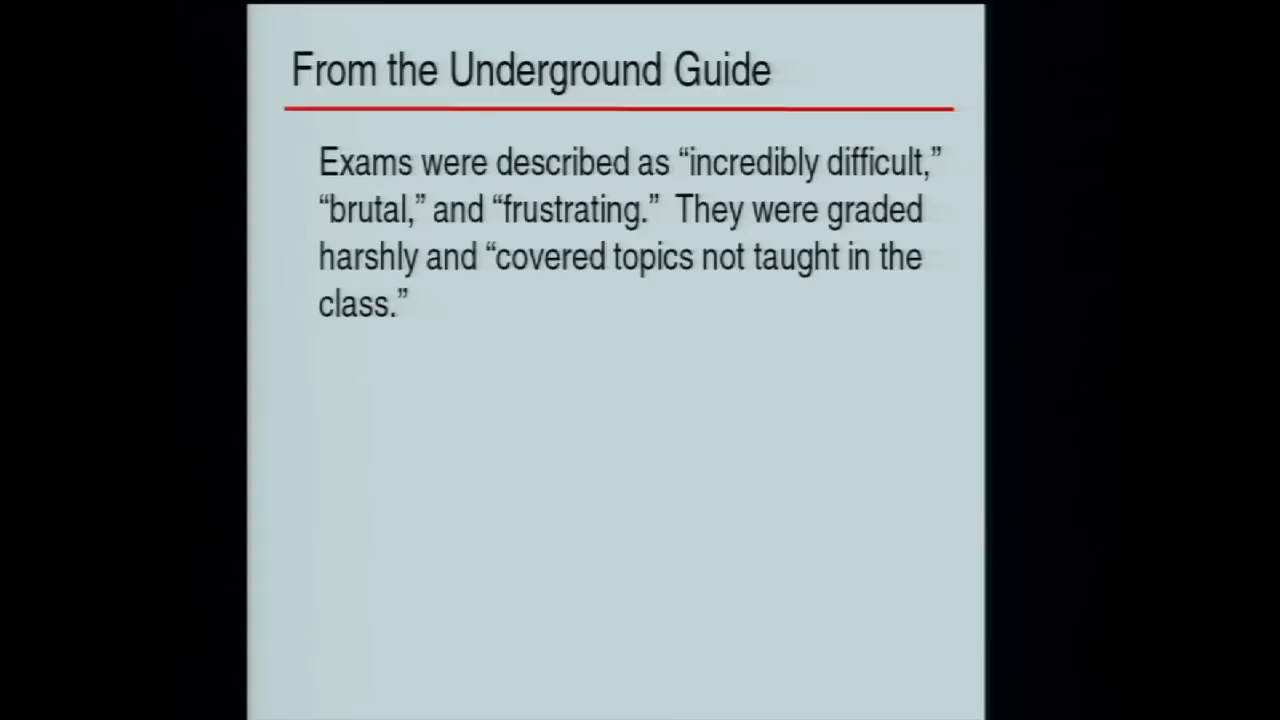 From the Underground Guide
Exams were described as “incredibly difficult,”
“brutal,” and “frustrating.”  They were graded
harshly and “covered topics not taught in the
class.”